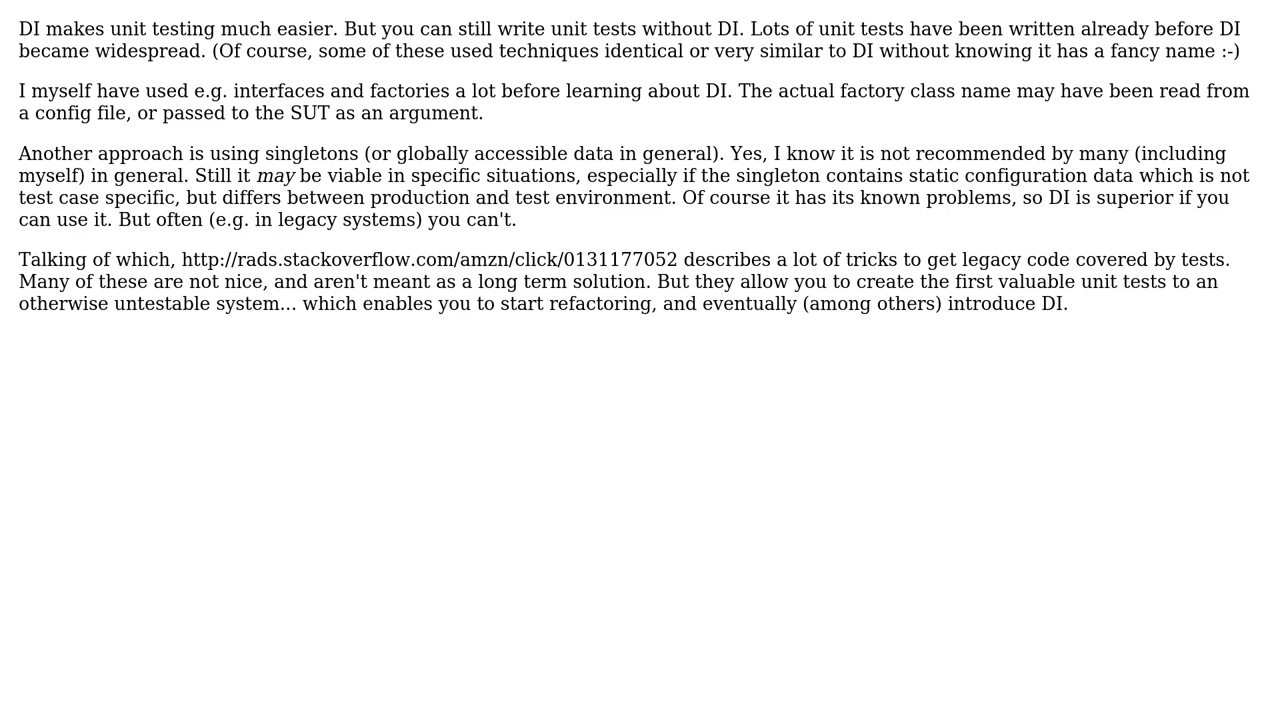 DI makes unit testing much easier. But you can still write unit tests without DI. Lots of unit tests have been written already before DI
became widespread. (Of course, some of these used techniques identical or very similar to DI without knowing it has a fancy name :-)
I myself have used e.g. interfaces and factories a lot before learning about DI. The actual factory class name may have been read from
a config file, or passed to the SUT as an argument.
Another approach is using singletons (or globally accessible data in general). Yes, I know it is not recommended by many (including
myself) in general. Still it may be viable in specific situations, especially if the singleton contains static configuration data which is not
test case specific, but differs between production and test environment. Of course it has its known problems, so DI is superior if you
can use it. But often (e.g. in legacy systems) you can't.
Talking of which, http://rads.stackoverflow.com/amzn/click/0131177052 describes a lot of tricks to get legacy code covered by tests.
Many of these are not nice, and aren't meant as a long term solution. But they allow you to create the first valuable unit tests to an
otherwise untestable system... which enables you to start refactoring, and eventually (among others) introduce DI.